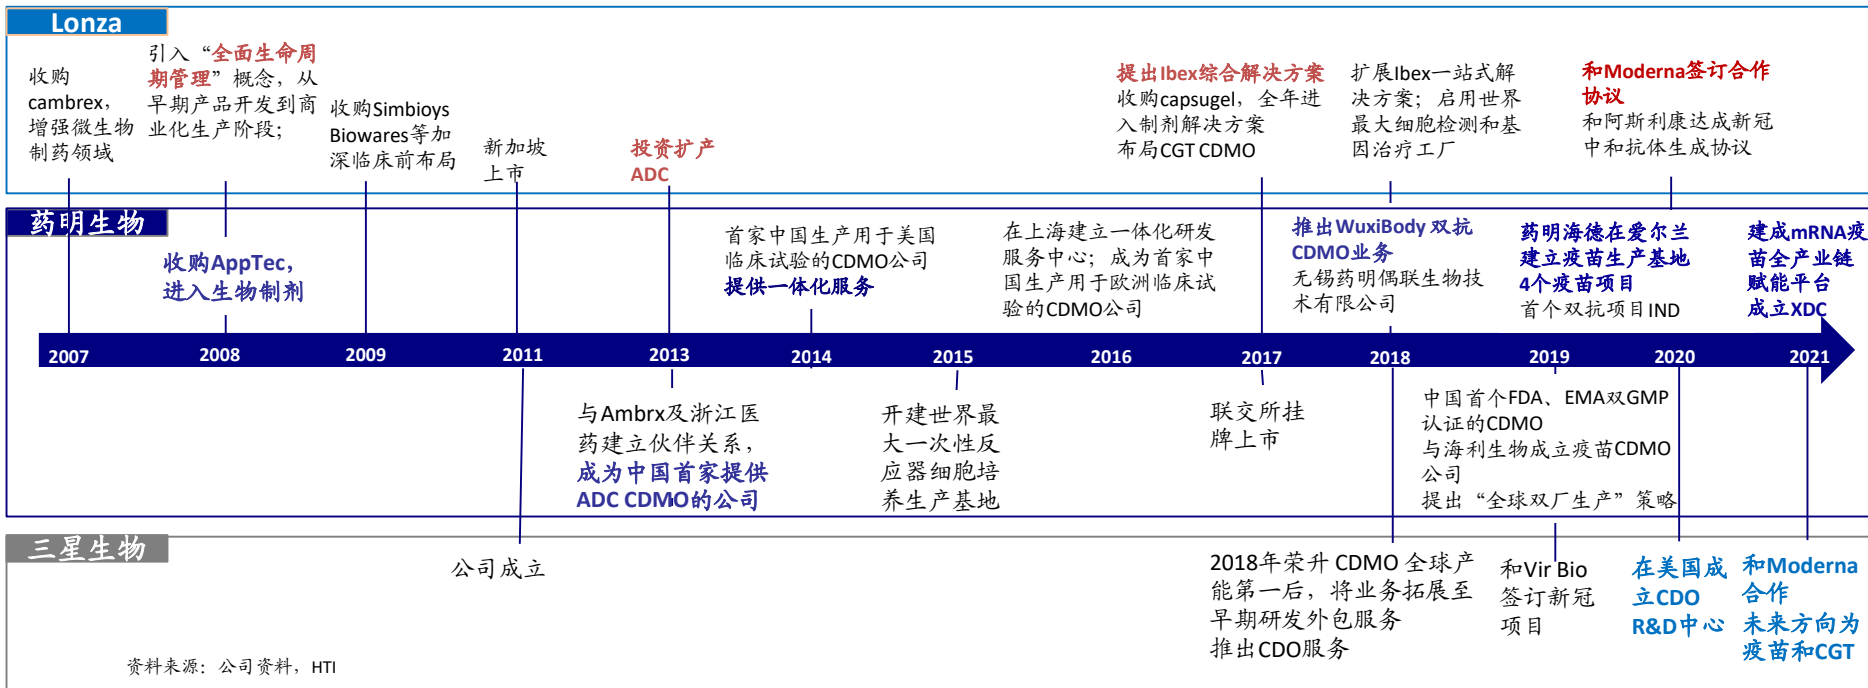 Lonza
收购
cambrex，
增强微生物
制药领域
引入“全面生命周
期管理”概念，从
早期产品开发到商
业化生产阶段；
收购Simbioys
Biowares等加
深临床前布局
新加坡
上市
投资扩产
ADC
提出Ibex综合解决方案
收购capsugel，全年进
入制剂解决方案
布局CGT CDMO
扩展Ibex一站式解
决方案；启用世界
最大细胞检测和基
因治疗工厂
和Moderna签订合作
协议
和阿斯利康达成新冠
中和抗体生成协议
药明生物
收购AppTec，
进入生物制剂
首家中国生产用于美国
临床试验的CDMO公司
提供一体化服务
在上海建立一体化研发
服务中心；成为首家中
国生产用于欧洲临床试
验的CDMO公司
推出WuxiBody 双抗
CDMO业务
无锡药明偶联生物技
术有限公司
药明海德在爱尔兰
建立疫苗生产基地
4个疫苗项目
首个双抗项目IND
建成mRNA疫
苗全产业链
赋能平台
成立XDC
2007
2008
2009
2011
2013
2014
2015
2016
2017
2018
2019
2020
2021
与Ambrx及浙江医
药建立伙伴关系，
成为中国首家提供
ADC CDMO的公司
开建世界最
大一次性反
应器细胞培
养生产基地
联交所挂
牌上市
中国首个FDA、EMA双GMP
认证的CDMO
与海利生物成立疫苗CDMO
公司
提出“全球双厂生产”策略
三星生物
公司成立
2018年荣升 CDMO 全球产
能第一后，将业务拓展至
早期研发外包服务
推出CDO服务
和Vir Bio
签订新冠
项目
在美国成
立CDO
R&D中心
和Moderna
合作
未来方向为
疫苗和CGT
资料来源：公司资料，HTI